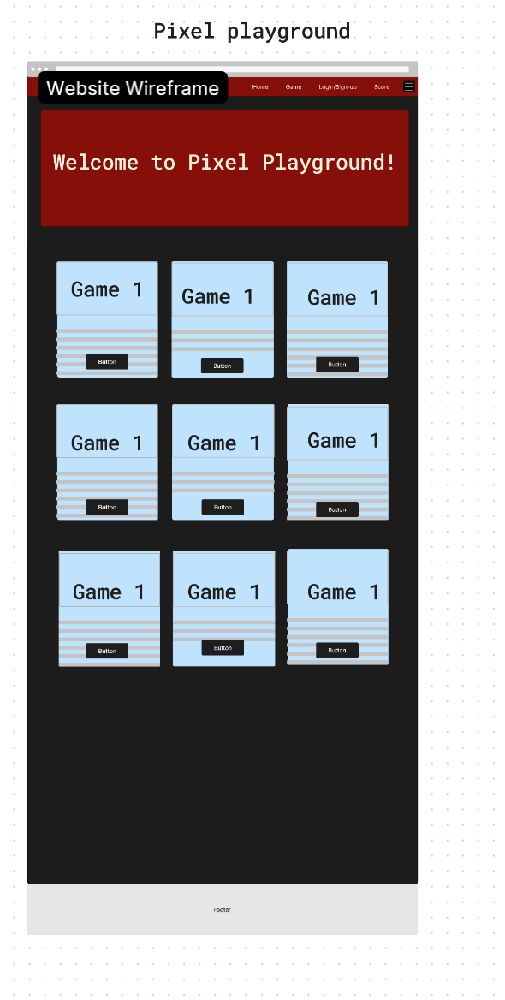 Pixel playground
Website Wireframe
Home Game Login/Sign-up Score
Welcome to Pixel Playground!
Game 1 Game 1 Game 1
Button Button Button
Game 1 Game 1 Game 1
Button Button Button
Game 1 Game 1 Game 1
Button Button Button
Footer